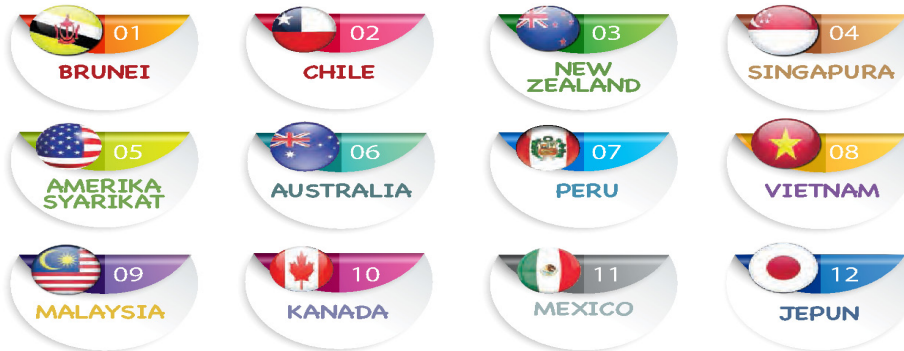 01
BRUNEI
02
CHILE
03
NEW
ZEALAND
04
SINGAPURA
05
AMERIKA
SYARIKAT
06
AUSTRALIA
07
PERU
08
VIETNAM
09
MALAYSIA
10
KANADA
11
MEXICO
12
JEPUN